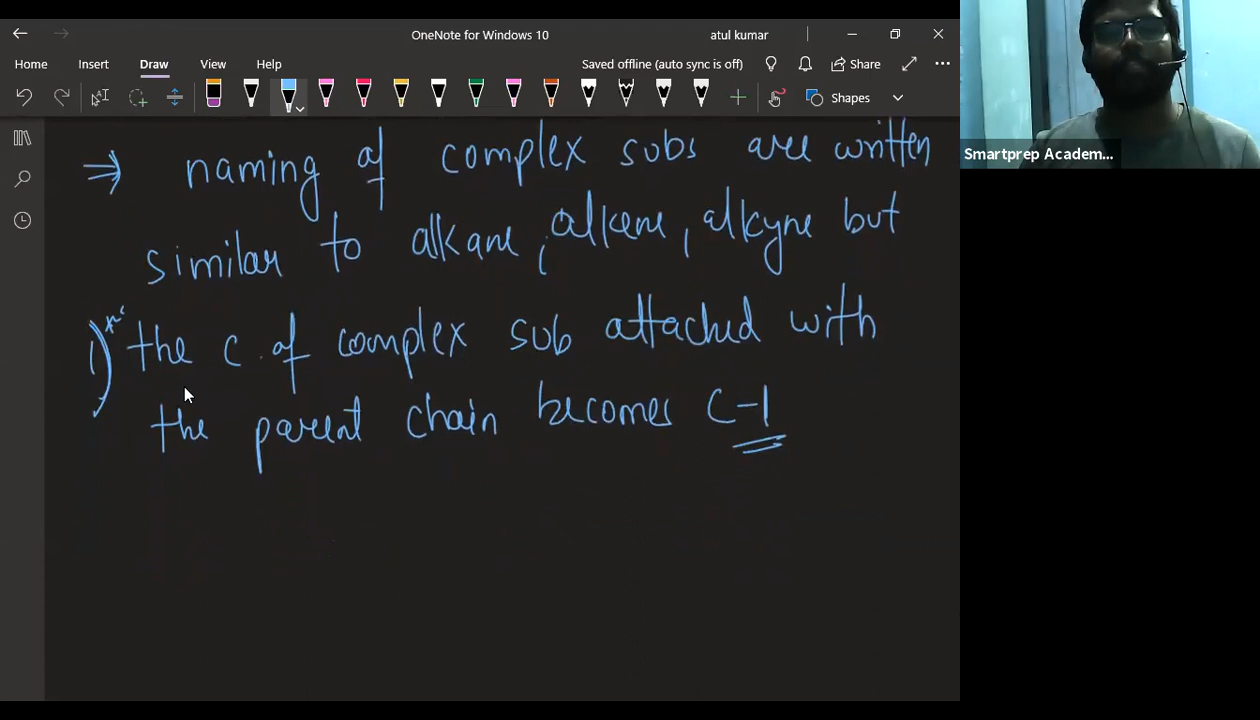 OneNote for Windows 10
atul kumar
Home Insert Draw View Help
Saved offline (auto sync is off)
Share
Shapes
Smartprep Academ...
⇒ naming of complex subs are written
similar to alkane, alkene, alkyne but
1) the C of complex sub attached with
the parent chain becomes C-1